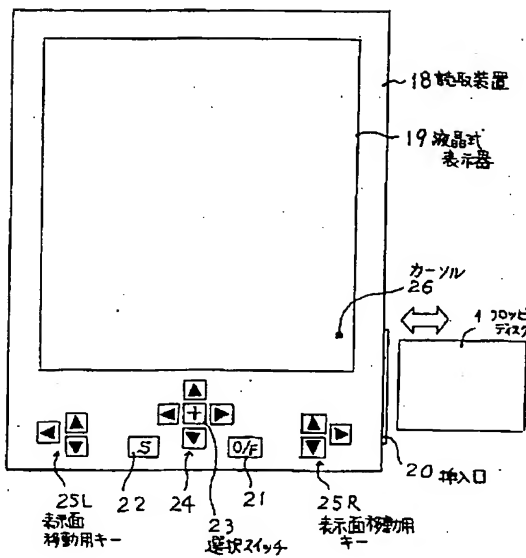 18 読取装置
19 液晶式
表示器
カーソル
26
1 フロッピ
ディスク
S
O/F
25L
表示面
移動用キー
22
24
23
選択スイッチ
21
25R
表示面移動用
キー
20 挿入口